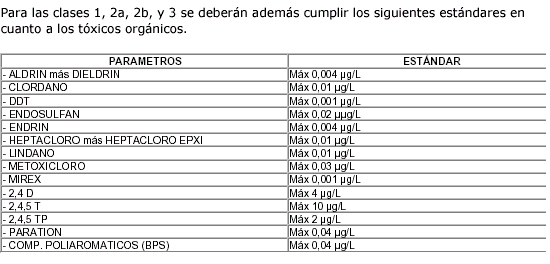 Para las clases 1, 2a, 2b, y 3 se deberán además cumplir los siguientes estándares en
cuanto a los tóxicos orgánicos.
PARAMETROS ESTÁNDAR
- ALDRIN más DIELDRIN Máx 0,004 µg/L
- CLORDANO Máx 0,01 µg/L
- DDT Máx 0,001 µg/L
- ENDOSULFAN Máx 0,02 µµg/L
- ENDRIN Máx 0,004 µg/L
- HEPTACLORO más HEPTACLORO EPXI Máx 0,01 µg/L
- LINDANO Máx 0,01 µg/L
- METOXICLORO Máx 0,03 µg/L
- MIREX Máx 0,001 µg/L
- 2,4 D Máx 4 µg/L
- 2,4,5 T Máx 10 µg/L
- 2,4,5 TP Máx 2 µg/L
- PARATION Máx 0,04 µg/L
- COMP. POLIAROMATICOS (BPS) Máx 0,04 µg/L